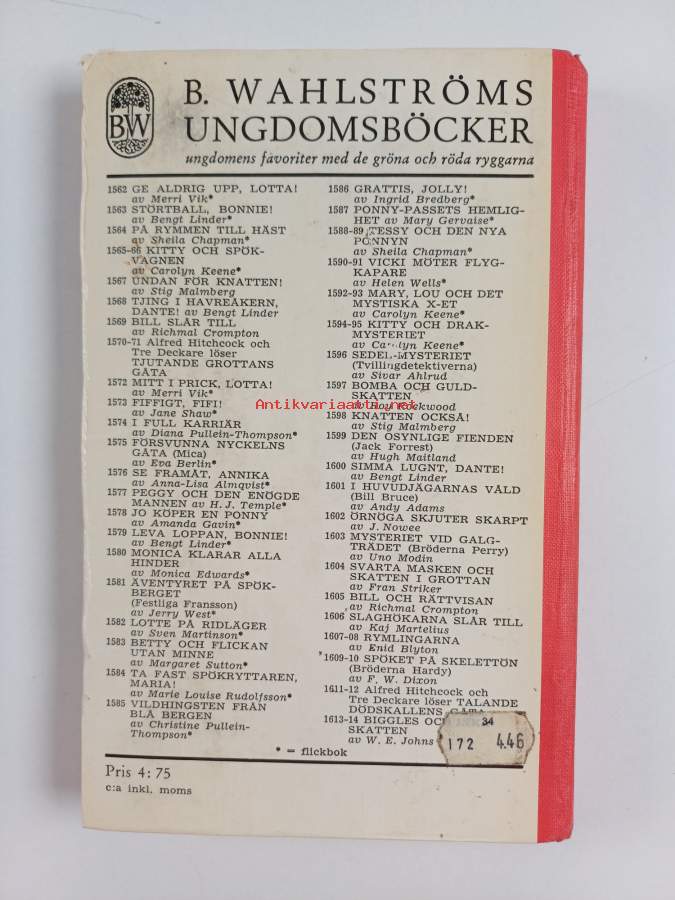 BW
B. WAHLSTRÖMS
UNGDOMSBÖCKER
ungdomens favoriter med de gröna och röda ryggarna
1562 GE ALDRIG UPP, LOTTA!
av Merri Vik*
1563 STÖRTBALL, BONNIE!
av Bengt Linder*
1564 PÅ RYMMEN TILL HÄST
av Sheila Chapman*
1565-66 KITTY OCH SPÖK-
VAGNEN
av Carolyn Keene*
1567 UNDAN FÖR KNATTEN!
av Stig Malmberg
1568 TJING I HAVREÅKERN,
DANTE! av Bengt Linder
1569 BILL SLÅR TILL
av Richmal Crompton
1570-71 Alfred Hitchcock och
Tre Deckare löser
TJUTANDE GROTTANS
GÅTA
1572 MITT I PRICK, LOTTA!
av Merri Vik*
1573 FIFFIGT, FIFI!
av Jane Shaw*
1574 I FULL KARRIÄR
av Diana Pullein-Thompson*
1575 FÖRSVUNNA NYCKELNS
GÅTA (Mica)
av Eva Berlin*
1576 SE FRAMÅT, ANNIKA
av Anna-Lisa Almqvist*
1577 PEGGY OCH DEN ENÖGDE
MANNEN av H. J. Temple*
1578 JO KÖPER EN PONNY
av Amanda Gavin*
1579 LEVA LOPPAN, BONNIE!
av Bengt Linder*
1580 MONICA KLARAR ALLA
HINDER
av Monica Edwards*
1581 ÄVENTYRET PÅ SPÖK-
BERGET
(Festliga Fransson)
av Jerry West*
1582 LOTTE PÅ RIDLÄGER
av Sven Martinson*
1583 BETTY OCH FLICKAN
UTAN MINNE
av Margaret Sutton*
1584 TA FAST SPÖKRYTTAREN,
MARIA!
av Marie Louise Rudolfsson*
1585 VILDHINGSTEN FRÅN
BLÅ BERGEN
av Christine Pullein-
Thompson*
1586 GRATTIS, JOLLY!
av Ingrid Bredberg*
1587 PONNY-PASSETS HEMLIG-
HET av Mary Gervaise*
1588-89 TESSY OCH DEN NYA
PONNYN
av Sheila Chapman*
1590-91 VICKI MÖTER FLYG-
KAPARE
av Helen Wells*
1592-93 MARY, LOU OCH DET
MYSTISKA X-ET
av Carolyn Keene*
1594-95 KITTY OCH DRAK-
MYSTERIET
av Carolyn Keene*
1596 SEDEL-MYSTERIET
(Tvillingdetektiverna)
av Sivar Ahlrud
1597 BOMBA OCH GULD-
SKATTEN
av Roy Rockwood
1598 KNATTEN OCKSÅ!
av Stig Malmberg
1599 DEN OSYNLIGE FIENDEN
(Jack Forrest)
av Hugh Maitland
1600 SIMMA LUGNT, DANTE!
av Bengt Linder
1601 I HUVUDJÄGARNAS VÅLD
(Bill Bruce)
av Andy Adams
1602 ÖRNÖGA SKJUTER SKARPT
av J. Nowee
1603 MYSTERIET VID GALG-
TRÄDET (Bröderna Perry)
av Uno Modin
1604 SVARTA MASKEN OCH
SKATTEN I GROTTAN
av Fran Striker
1605 BILL OCH RÄTTVISAN
av Richmal Crompton
1606 SLAGHÖKARNA SLÅR TILL
av Kaj Martelius
1607-08 RYMLINGARNA
av Enid Blyton
1609-10 SPÖKET PÅ SKELETTÖN
(Bröderna Hardy)
av F. W. Dixon
1611-12 Alfred Hitchcock och
Tre Deckare löser TALANDE
DÖDSKALLENS GÅTA
1613-14 BIGGLES OCH
SKATTEN
av W. E. Johns
* = flickbok
34
172 4.46
Pris 4:75
c:a inkl. moms
Antikvariaatti.net